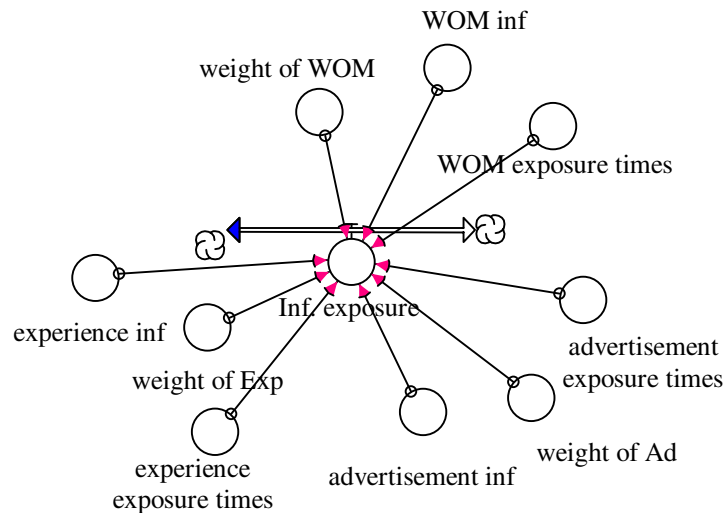 WOM inf
weight of WOM
WOM exposure times
Inf. exposure
experience inf
advertisement
exposure times
weight of Exp
weight of Ad
experience
exposure times
advertisement inf